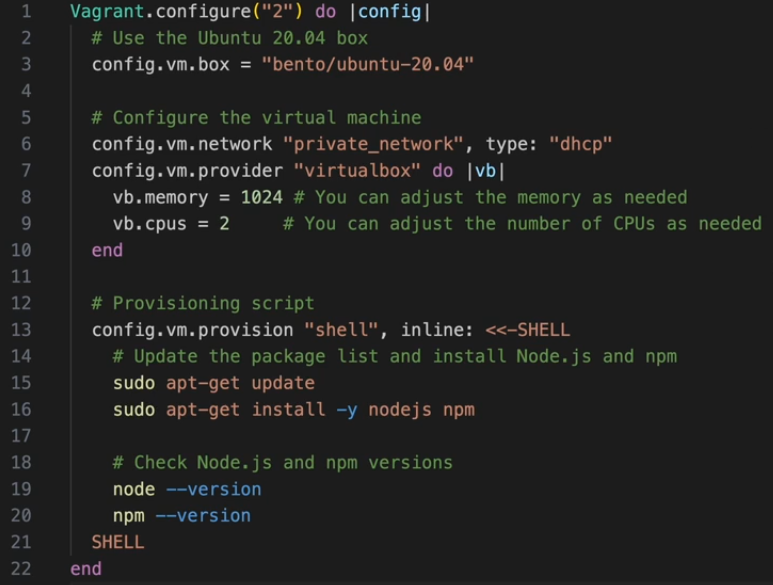 1 Vagrant.configure("2") do |config|
2   # Use the Ubuntu 20.04 box
3   config.vm.box = "bento/ubuntu-20.04"
4
5   # Configure the virtual machine
6   config.vm.network "private_network", type: "dhcp"
7   config.vm.provider "virtualbox" do |vb|
8     vb.memory = 1024 # You can adjust the memory as needed
9     vb.cpus = 2     # You can adjust the number of CPUs as needed
10   end
11
12   # Provisioning script
13   config.vm.provision "shell", inline: <<-SHELL
14     # Update the package list and install Node.js and npm
15     sudo apt-get update
16     sudo apt-get install -y nodejs npm
17
18     # Check Node.js and npm versions
19     node --version
20     npm --version
21   SHELL
22 end